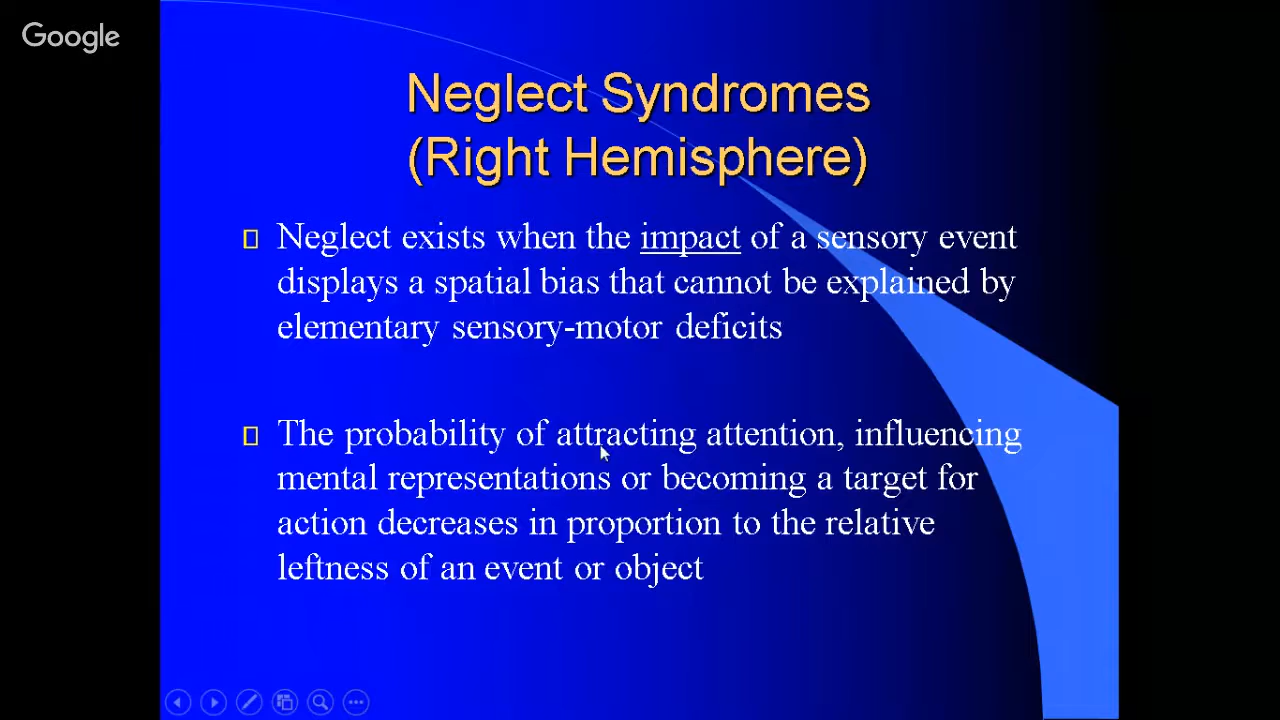 Google
Neglect Syndromes
(Right Hemisphere)
Neglect exists when the impact of a sensory event
displays a spatial bias that cannot be explained by
elementary sensory-motor deficits
The probability of attracting attention, influencing
mental representations or becoming a target for
action decreases in proportion to the relative
leftness of an event or object